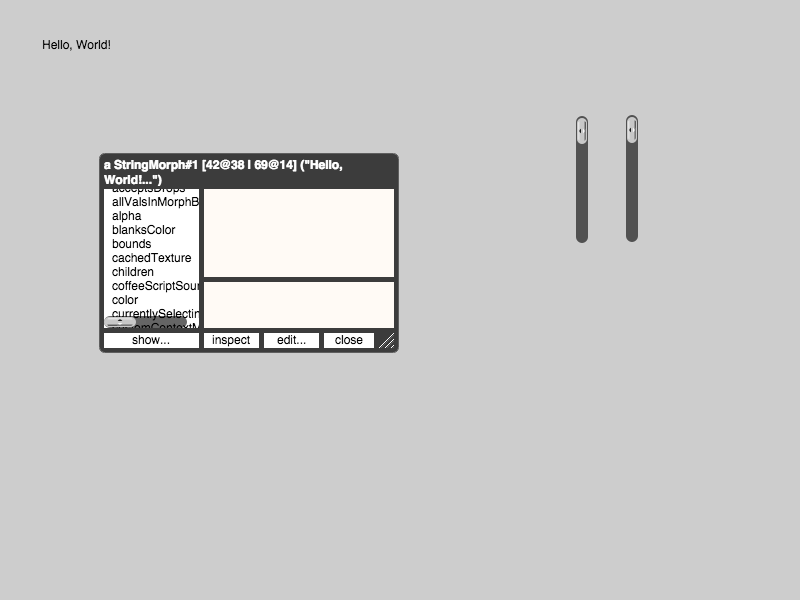 Hello, World!
a StringMorph#1 [42@38 | 69@14] ("Hello,
World!...")
acceptsDrops
allValsInMorphB
alpha
blanksColor
bounds
cachedTexture
children
coffeeScriptSour
color
currentlySelectin
show... inspect edit... close